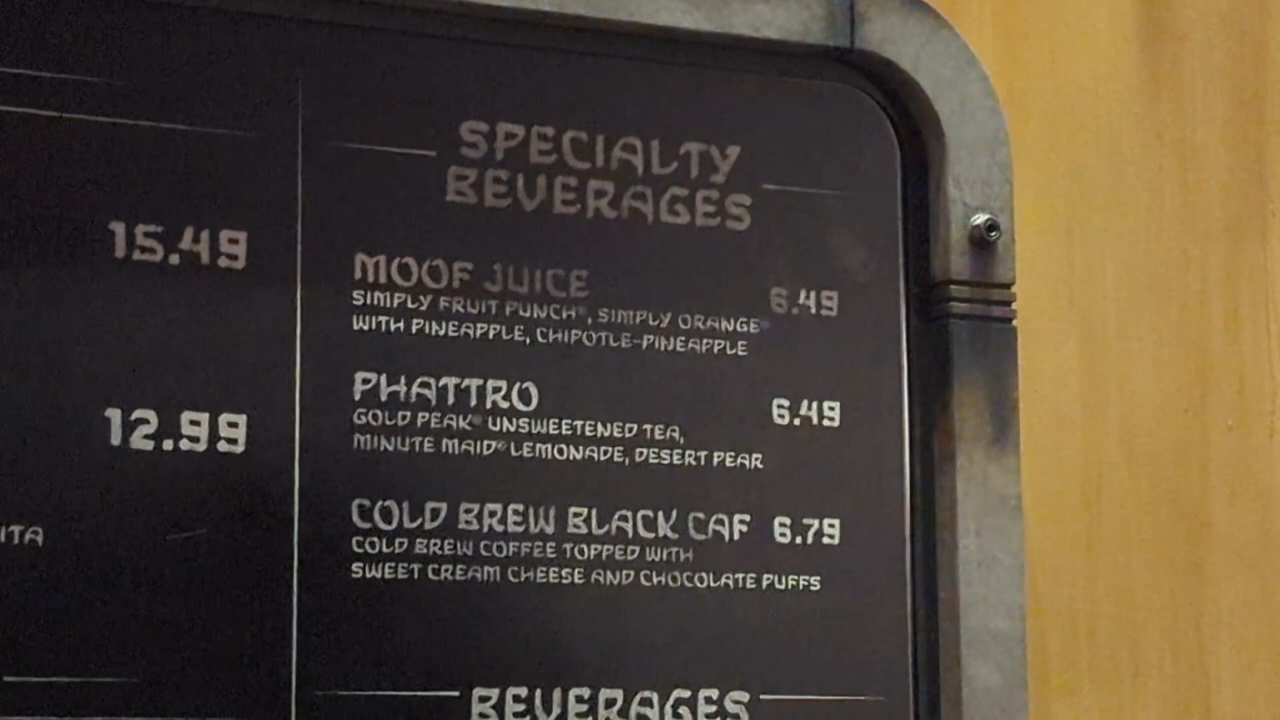 15.49
12.99
ITA
SPECIALTY
BEVERAGES
MOOF JUICE 6.49
SIMPLY FRUIT PUNCH®, SIMPLY ORANGE®
WITH PINEAPPLE, CHIPOTLE-PINEAPPLE
PHATTRO 6.49
GOLD PEAK® UNSWEETENED TEA,
MINUTE MAID® LEMONADE, DESERT PEAR
COLD BREW BLACK CAF 6.79
COLD BREW COFFEE TOPPED WITH
SWEET CREAM CHEESE AND CHOCOLATE PUFFS
BEVERAGES